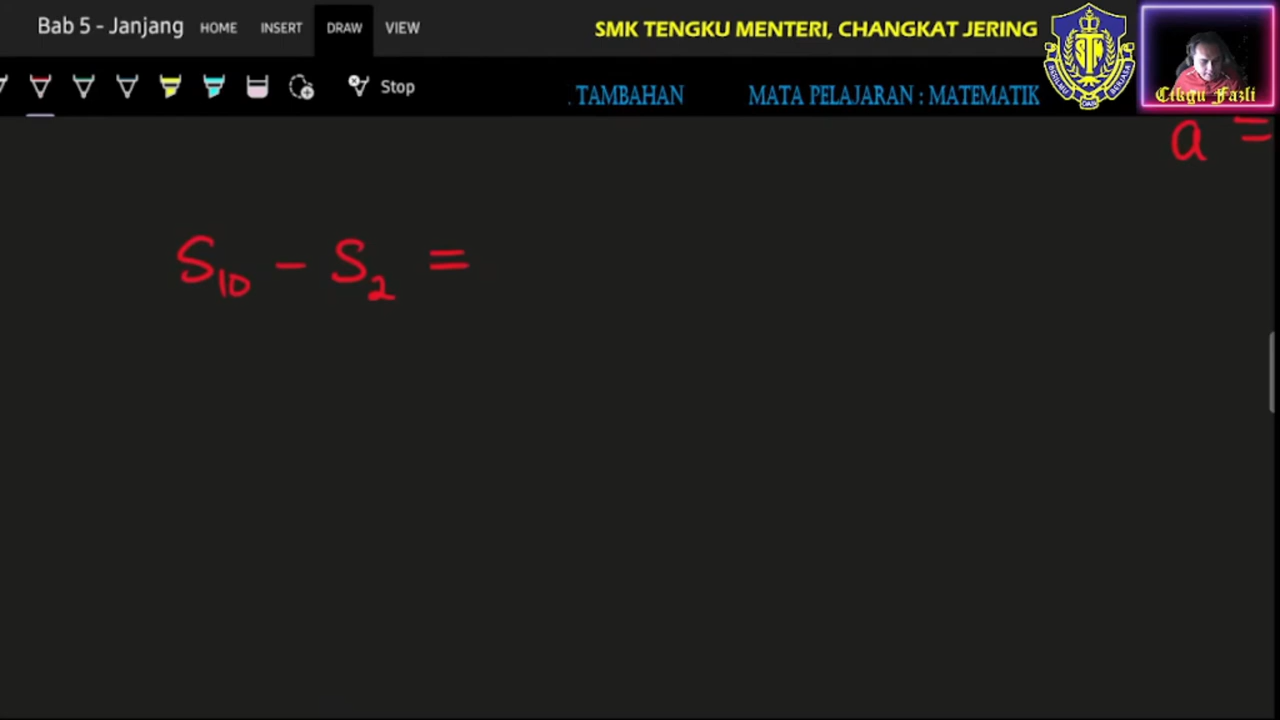 Bab 5 - Janjang HOME INSERT DRAW VIEW
SMK TENGKU MENTERI, CHANGKAT JERING
Stop
. TAMBAHAN MATA PELAJARAN : MATEMATIK
Cikgu Fazli
a =
S₁₀ - S₂ =